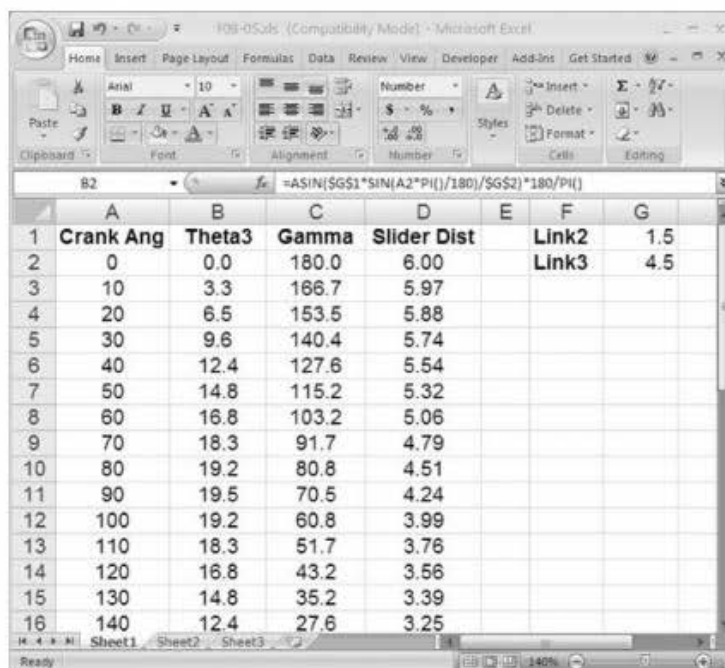 F08-05.xls (Compatibility Mode) - Microsoft Excel
Home Insert Page Layout Formulas Data Review View Developer Add-Ins Get Started
Paste
Arial 10
B I U A A
Number
$ % ,
Styles
Insert
Delete
Format
Σ
Clipboard Font Alignment Number Cells Editing
B2 fx =ASIN($G$1*SIN(A2*PI()/180)/$G$2)*180/PI()
A B C D E F G
1 Crank Ang Theta3 Gamma Slider Dist Link2 1.5
2 0 0.0 180.0 6.00 Link3 4.5
3 10 3.3 166.7 5.97
4 20 6.5 153.5 5.88
5 30 9.6 140.4 5.74
6 40 12.4 127.6 5.54
7 50 14.8 115.2 5.32
8 60 16.8 103.2 5.06
9 70 18.3 91.7 4.79
10 80 19.2 80.8 4.51
11 90 19.5 70.5 4.24
12 100 19.2 60.8 3.99
13 110 18.3 51.7 3.76
14 120 16.8 43.2 3.56
15 130 14.8 35.2 3.39
16 140 12.4 27.6 3.25
Sheet1 Sheet2 Sheet3
Ready 140%